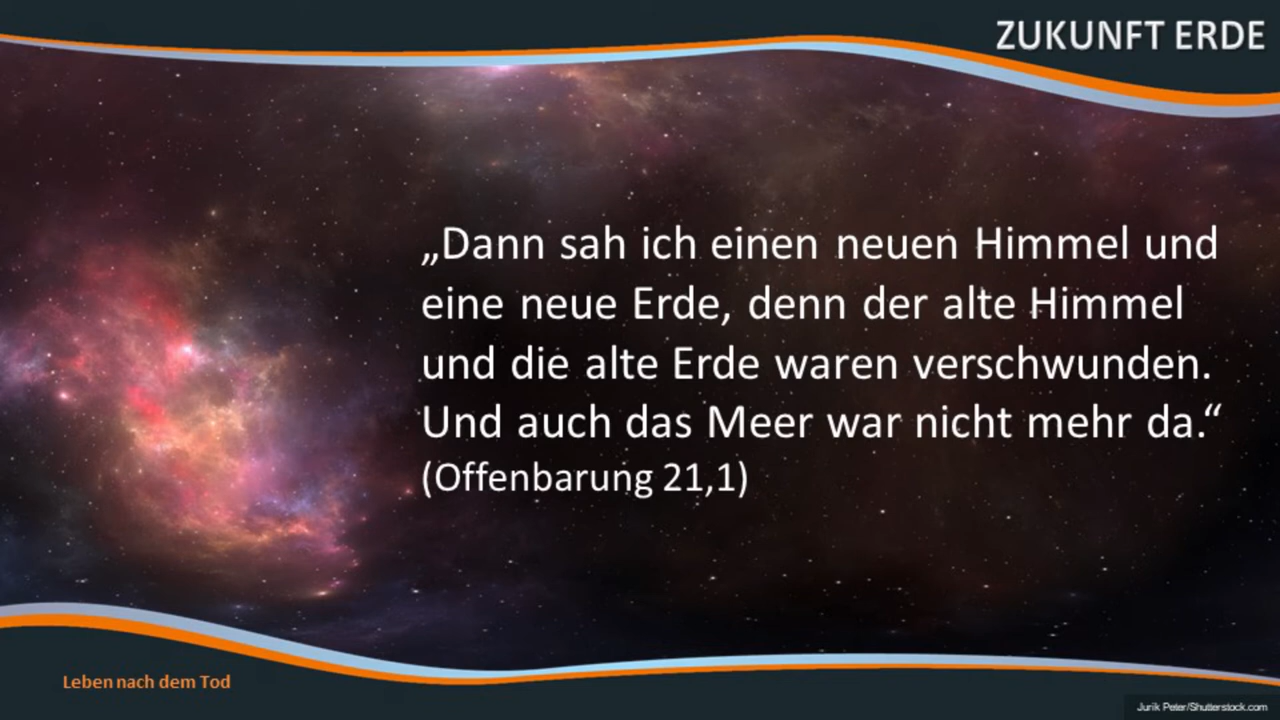 ZUKUNFT ERDE
„Dann sah ich einen neuen Himmel und
eine neue Erde, denn der alte Himmel
und die alte Erde waren verschwunden.
Und auch das Meer war nicht mehr da.“
(Offenbarung 21,1)
Leben nach dem Tod
Jurik Peter/Shutterstock.com